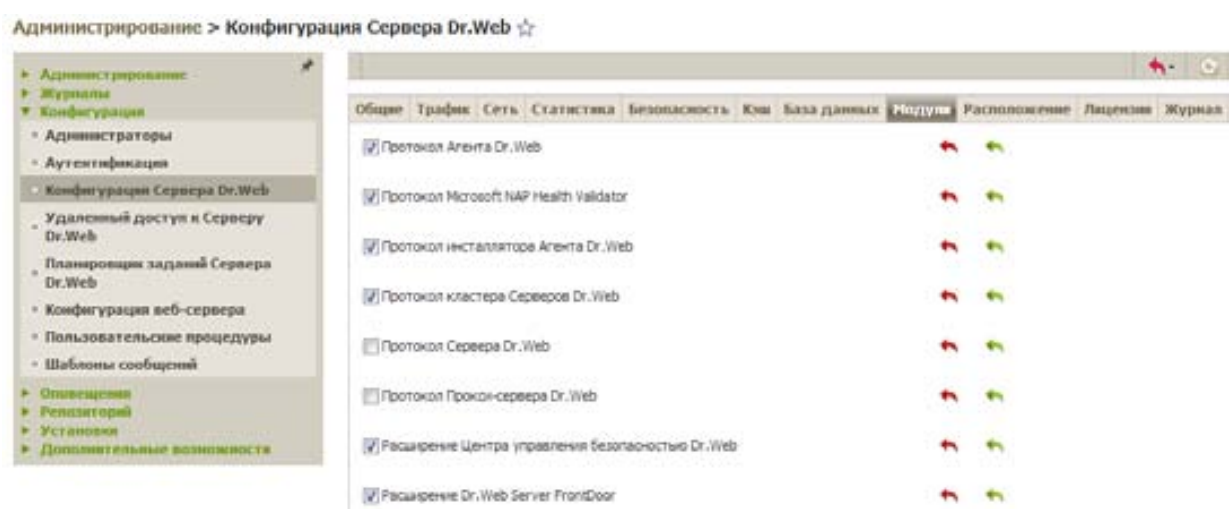 Администрирование > Конфигурация Сервера Dr.Web
Администрирование
Журналы
Конфигурация
Администраторы
Аутентификация
Конфигурация Сервера Dr.Web
Удаленный доступ к Серверу
Dr.Web
Планировщик заданий Сервера
Dr.Web
Конфигурация веб-сервера
Пользовательские процедуры
Шаблоны сообщений
Оповещения
Репозиторий
Установки
Дополнительные возможности
Общие Трафик Сеть Статистика Безопасность Кэш База данных Модули Расположение Лицензии Журнал
Протокол Агента Dr.Web
Протокол Microsoft NAP Health Validator
Протокол инсталлятора Агента Dr.Web
Протокол кластера Серверов Dr.Web
Протокол Сервера Dr.Web
Протокол Прокси-сервера Dr.Web
Расширение Центра управления безопасностью Dr.Web
Расширение Dr.Web Server FrontDoor